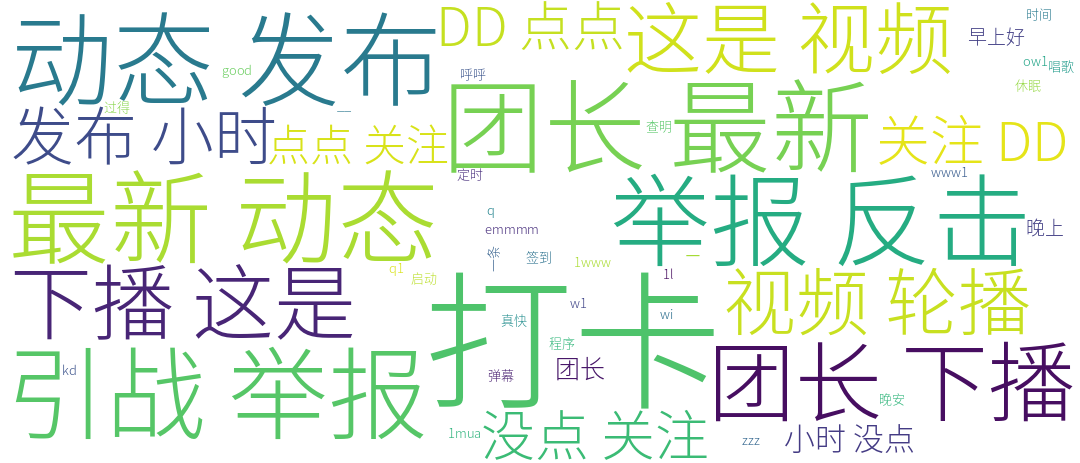 动态 发布
DD 点点
这是 视频
早上好
时间
good
呼呼
ow1
唱歌
休眠
过得
一一
发布 小时
点点 关注
团长 最新
查明
关注 DD
最新 动态
定时
www1
举报 反击
q
晚上
emmmm
一亲
签到
1www
一
q1
启动
1l
下播 这是
打卡
w1
wi
视频 轮播
真快
程序
引战 举报
kd
弹幕
团长
团长 下播
晚安
1mua
没点 关注
zzz
小时 没点